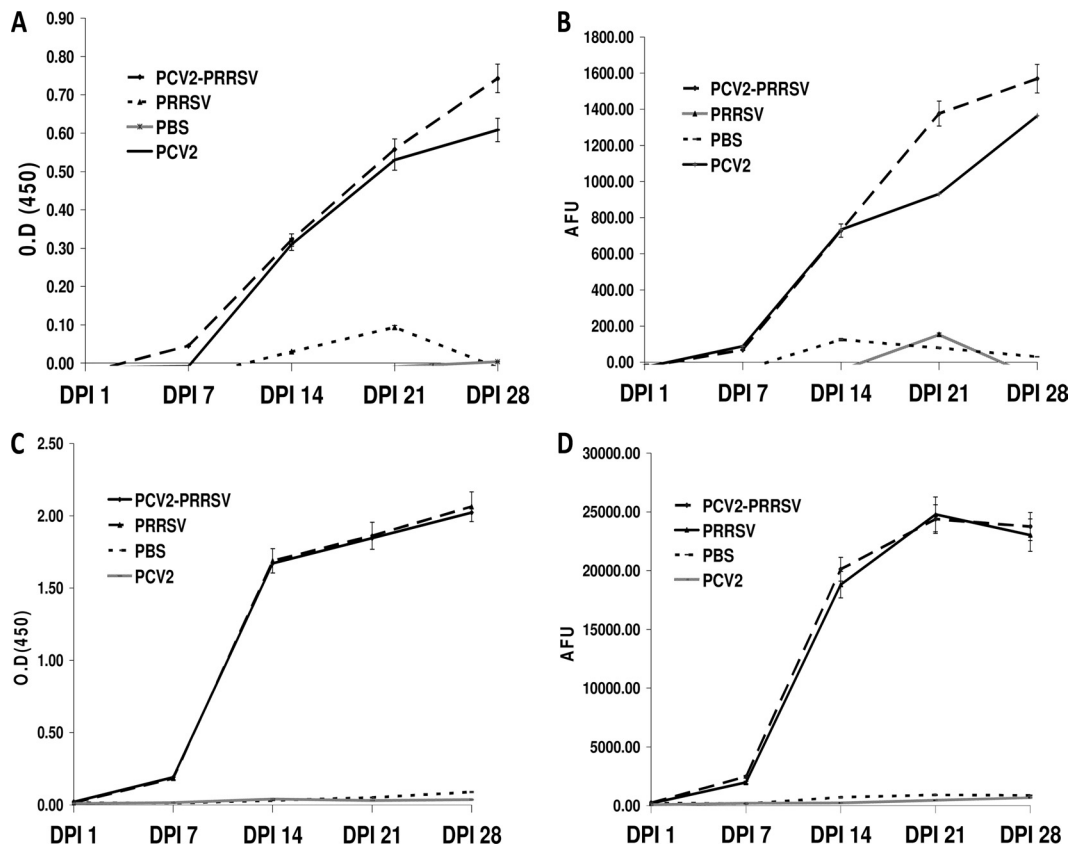 A
0.90
0.80
0.70
0.60
0.50
0.40
0.30
0.20
0.10
0.00
O.D (450)
PCV2-PRRSV
PRRSV
PBS
PCV2
DPI 1 DPI 7 DPI 14 DPI 21 DPI 28
B
1800.00
1600.00
1400.00
1200.00
1000.00
800.00
600.00
400.00
200.00
0.00
AFU
PCV2-PRRSV
PRRSV
PBS
PCV2
DPI 1 DPI 7 DPI 14 DPI 21 DPI 28
C
2.50
2.00
1.50
1.00
0.50
0.00
O.D(450)
PCV2-PRRSV
PRRSV
PBS
PCV2
DPI 1 DPI 7 DPI 14 DPI 21 DPI 28
D
30000.00
25000.00
20000.00
15000.00
10000.00
5000.00
0.00
AFU
PCV2-PRRSV
PRRSV
PBS
PCV2
DPI 1 DPI 7 DPI 14 DPI 21 DPI 28